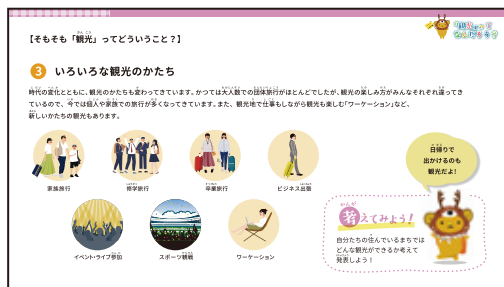 【そもそも「観光」ってどういうこと？】
3 いろいろな観光のかたち
時代の変化とともに、観光のかたちも変わってきています。かつては大人数での団体旅行がほとんどでしたが、観光の楽しみ方がみんなそれぞれ違ってき
ているので、今では個人や家族での旅行が多くなってきています。また、観光地で仕事もしながら観光も楽しむ「ワーケーション」など、
新しいかたちの観光もあります。
家族旅行
修学旅行
卒業旅行
ビジネス出張
イベント・ライブ参加
スポーツ観戦
ワーケーション
日帰りで
出かけるのも
観光だよ！
考えてみよう！
自分たちの住んでいるまちでは
どんな観光ができるか考えて
発表しよう！